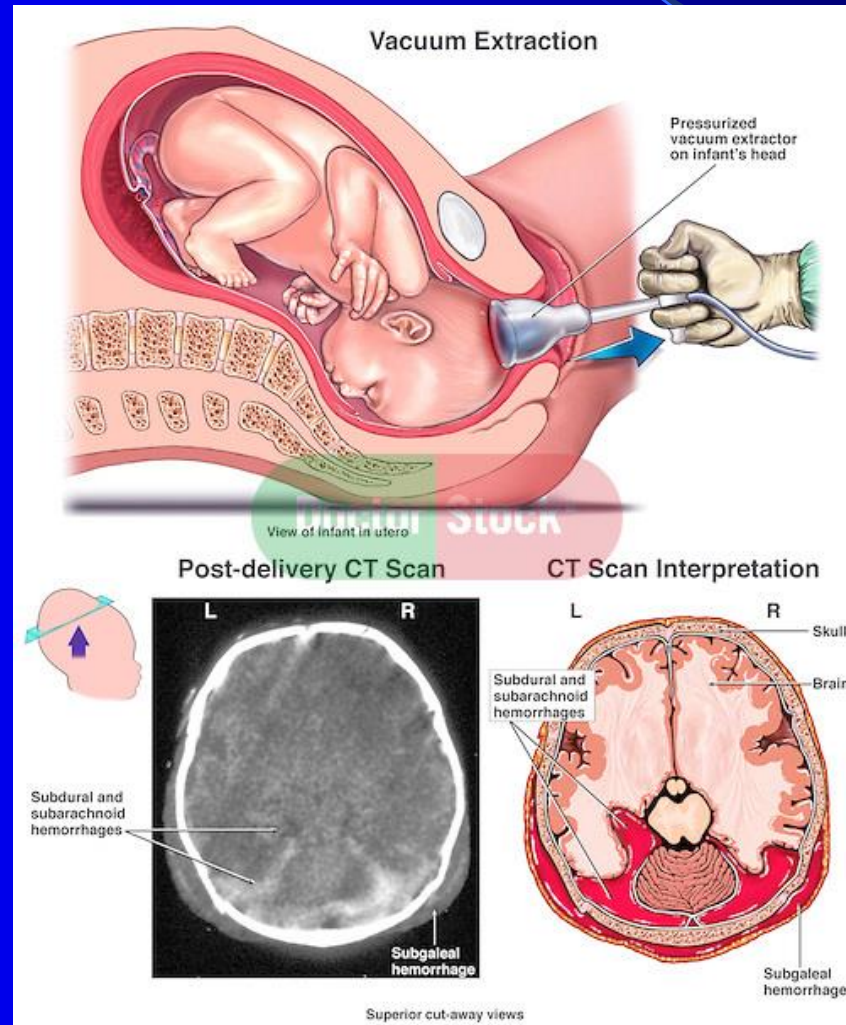 Vacuum Extraction
Pressurized
vacuum extractor
on infant's head
Doctor Stock
View of infant in utero
Post-delivery CT Scan
CT Scan Interpretation
L
R
L
R
Skull
Brain
Subdural and
subarachnoid
hemorrhages
Subdural and
subarachnoid
hemorrhages
Subgaleal
hemorrhage
Subgaleal
hemorrhage
Superior cut-away views